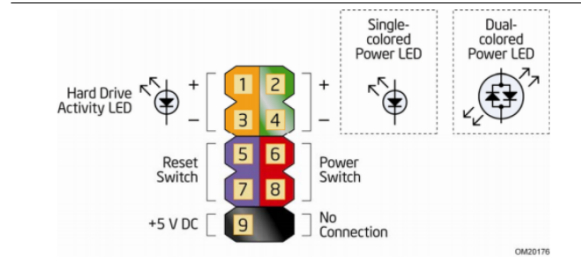 Single-
colored
Power LED
Dual-
colored
Power LED
Hard Drive
Activity LED
+
1
2
+
–
3
4
–
Reset
Switch
5
6
Power
Switch
7
8
+5 V DC
9
No
Connection
OM20176